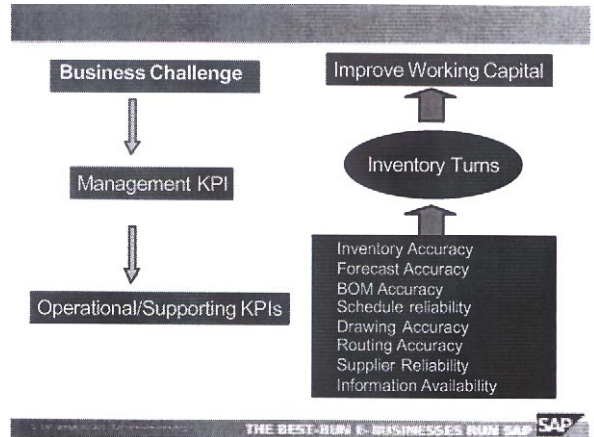 Business Challenge
Management KPI
Operational/Supporting KPIs
Improve Working Capital
Inventory Turns
Inventory Accuracy
Forecast Accuracy
BOM Accuracy
Schedule reliability
Drawing Accuracy
Routing Accuracy
Supplier Reliability
Information Availability
THE BEST-RUN E-BUSINESSES RUN SAP
SAP